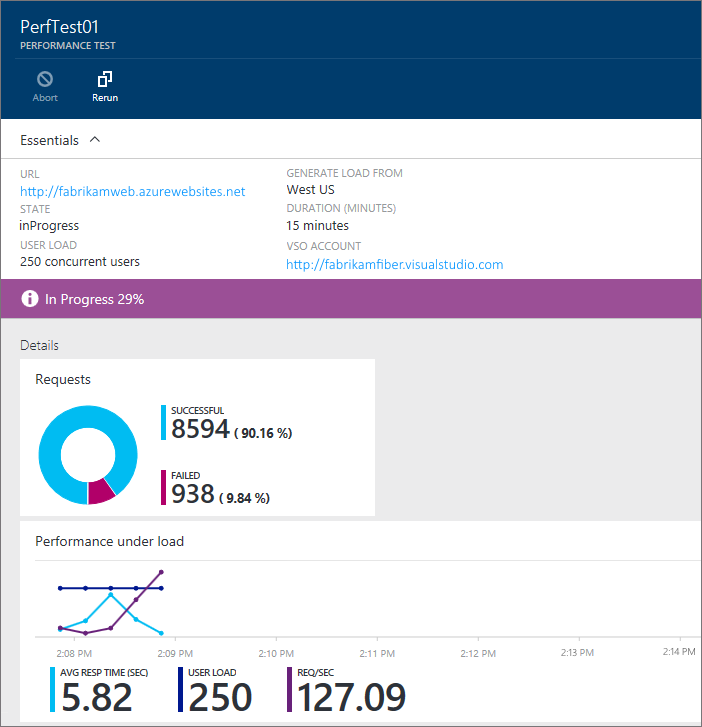 PerfTest01
PERFORMANCE TEST
Abort
Rerun
Essentials
URL
http://fabrikamweb.azurewebsites.net
STATE
inProgress
USER LOAD
250 concurrent users
GENERATE LOAD FROM
West US
DURATION (MINUTES)
15 minutes
VSO ACCOUNT
http://fabrikamfiber.visualstudio.com
In Progress 29%
Details
Requests
SUCCESSFUL
8594 ( 90.16 %)
FAILED
938 ( 9.84 %)
Performance under load
2:08 PM 2:09 PM 2:10 PM 2:11 PM 2:12 PM 2:13 PM 2:14 PM
AVG RESP TIME (SEC)
5.82
USER LOAD
250
REQ/SEC
127.09